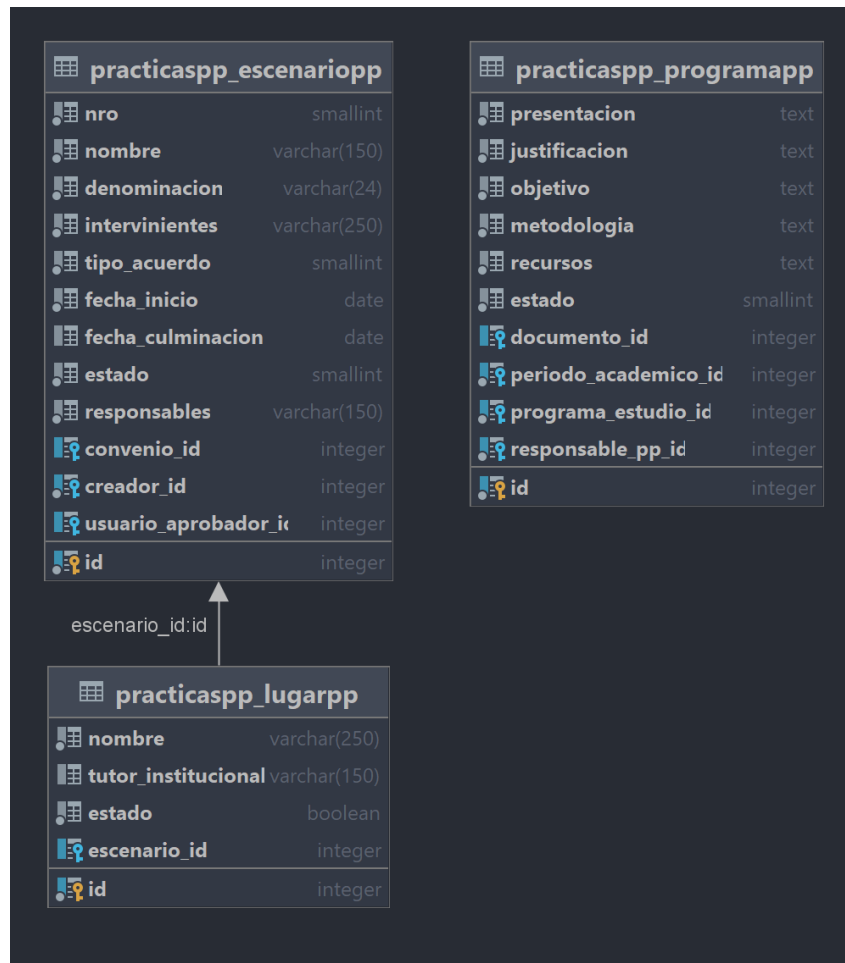 practicaspp_escenariopp
nro smallint
nombre varchar(150)
denominacion varchar(24)
intervinientes varchar(250)
tipo_acuerdo smallint
fecha_inicio date
fecha_culminacion date
estado smallint
responsables varchar(150)
convenio_id integer
creador_id integer
usuario_aprobador_id integer
id integer
escenario_id:id
practicaspp_lugarpp
nombre varchar(250)
tutor_institucional varchar(150)
estado boolean
escenario_id integer
id integer
practicaspp_programapp
presentacion text
justificacion text
objetivo text
metodologia text
recursos text
estado smallint
documento_id integer
periodo_academico_id integer
programa_estudio_id integer
responsable_pp_id integer
id integer